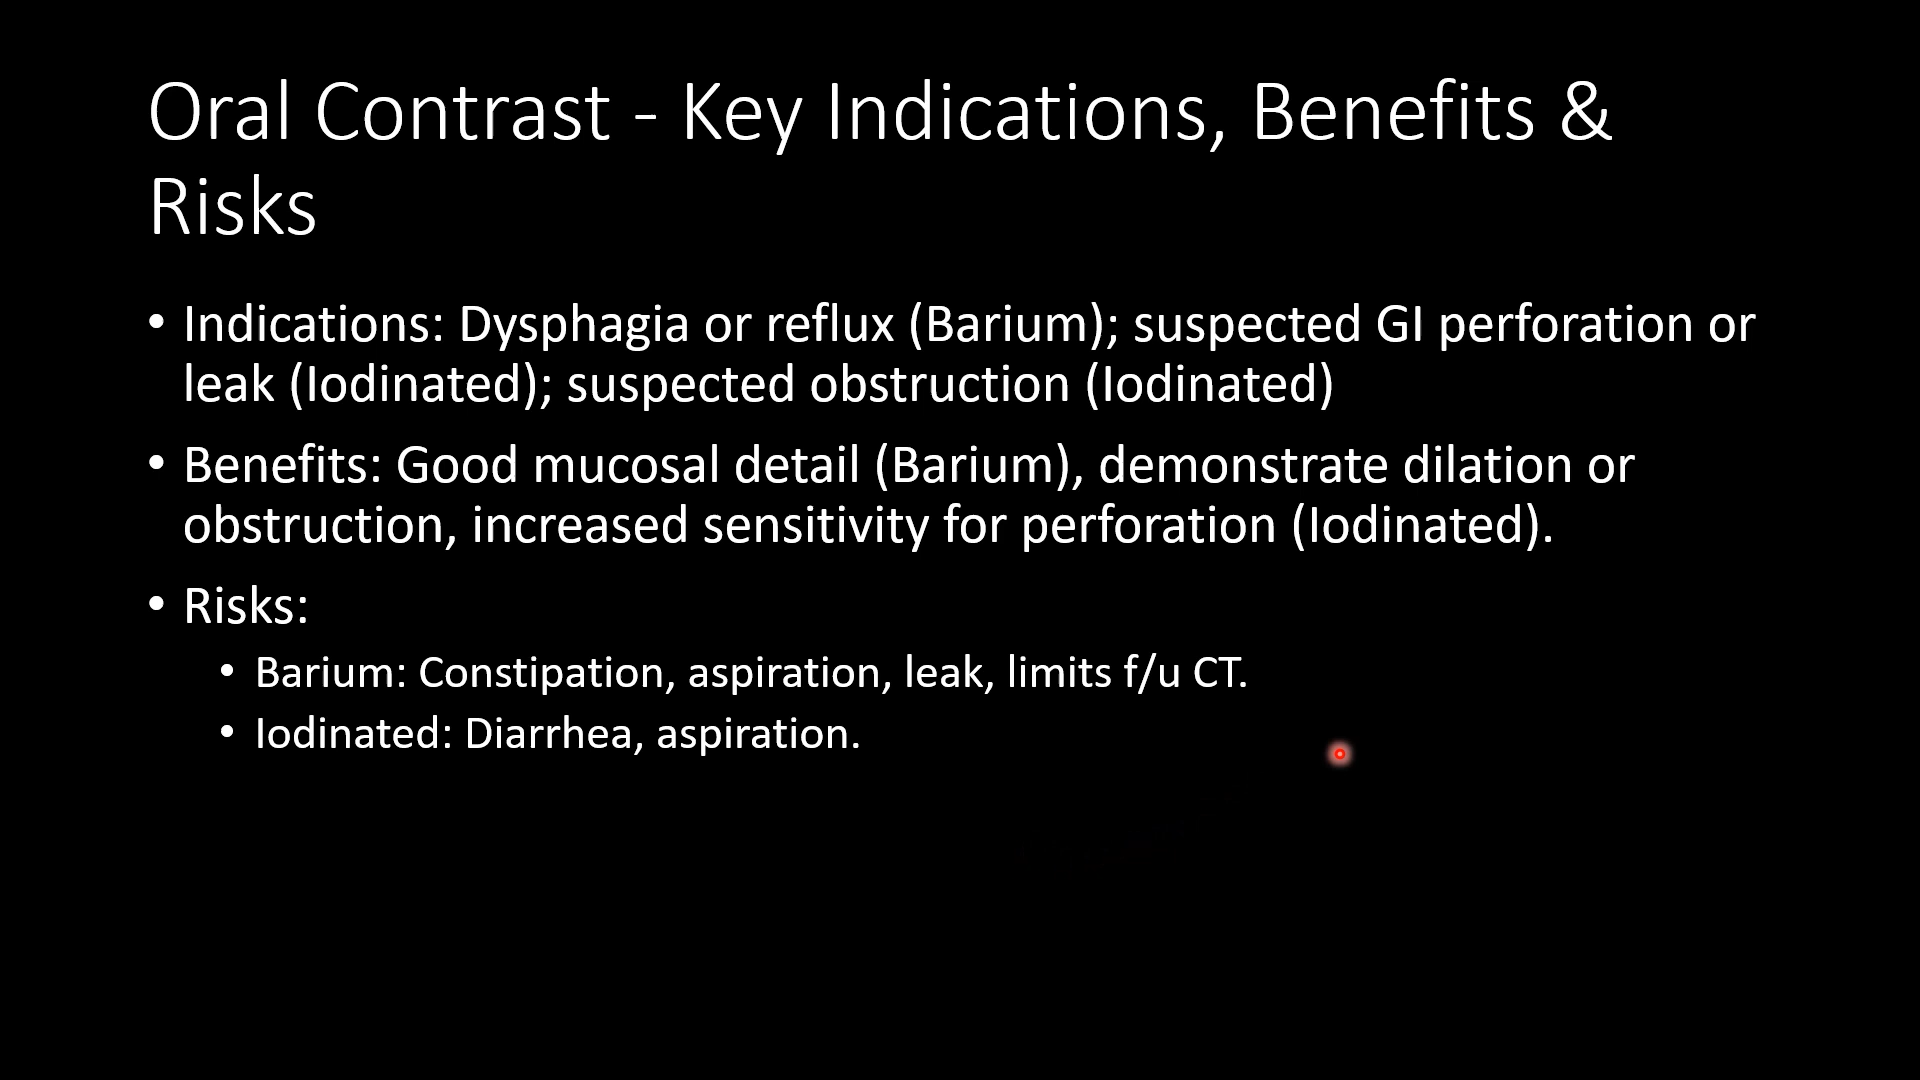 Oral Contrast - Key Indications, Benefits &
Risks
• Indications: Dysphagia or reflux (Barium); suspected GI perforation or
leak (Iodinated); suspected obstruction (Iodinated)
• Benefits: Good mucosal detail (Barium), demonstrate dilation or
obstruction, increased sensitivity for perforation (Iodinated).
• Risks:
• Barium: Constipation, aspiration, leak, limits f/u CT.
• Iodinated: Diarrhea, aspiration.